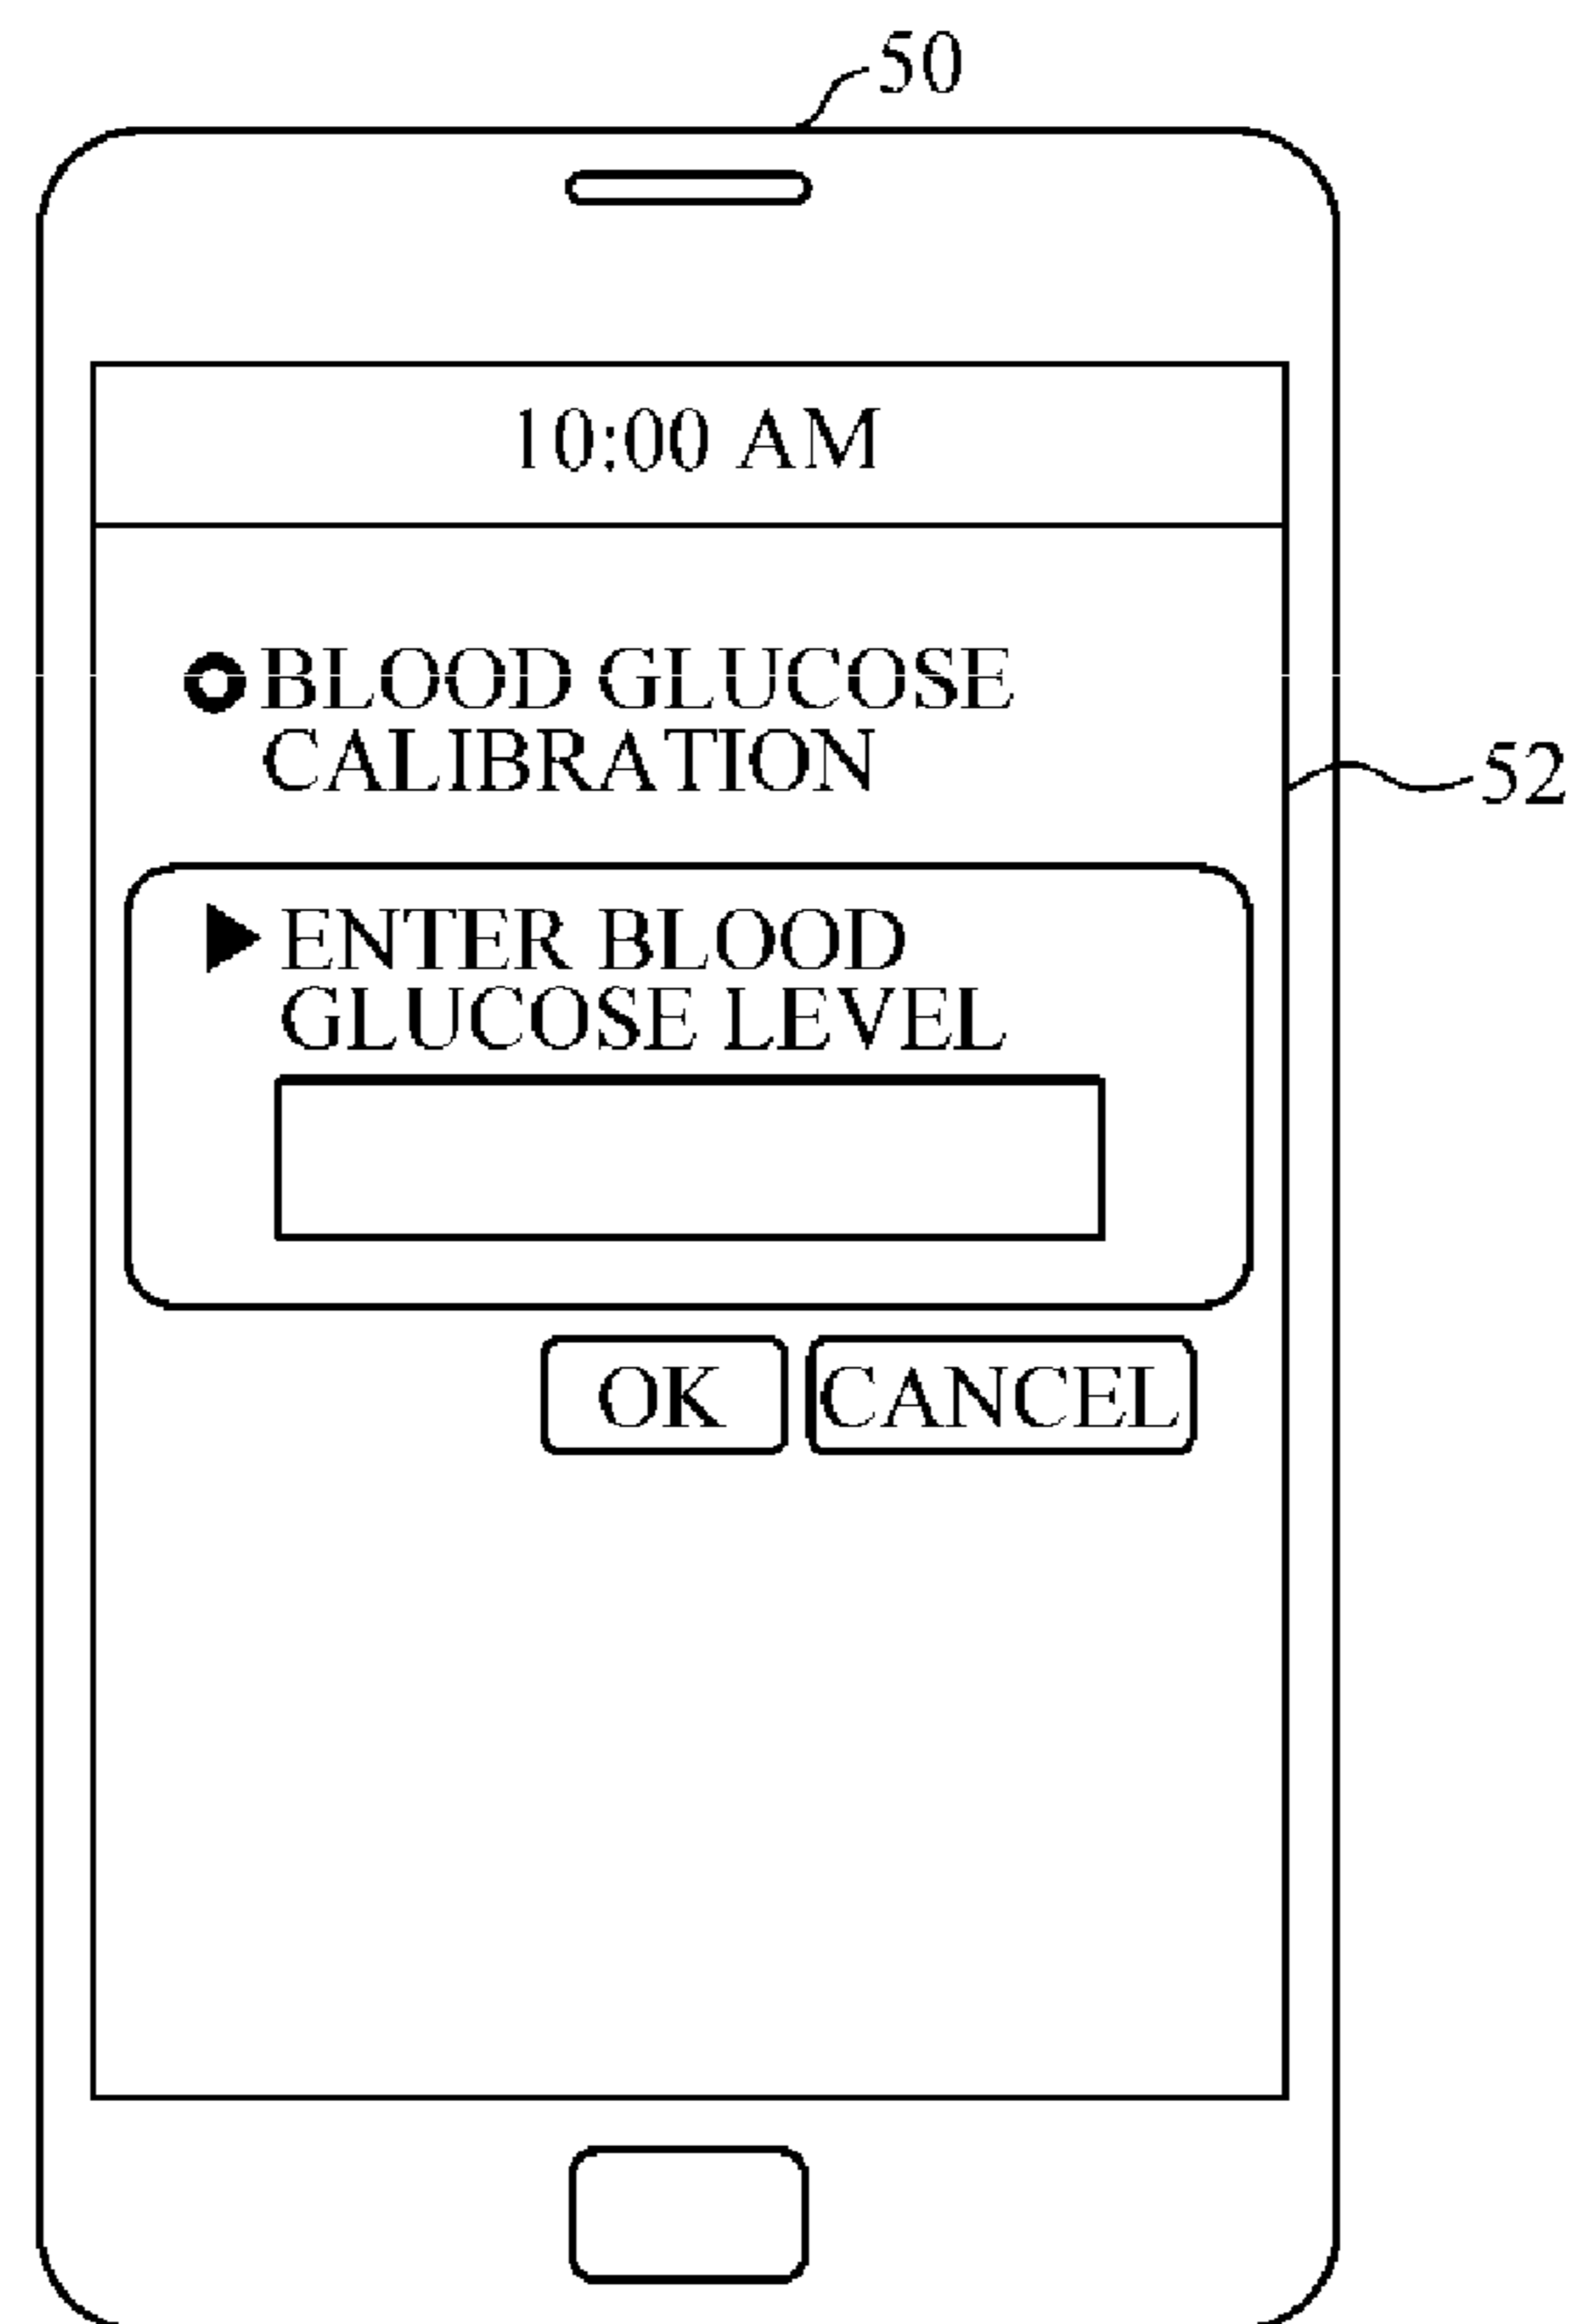 50
10:00 AM
BLOOD GLUCOSE
CALIBRATION
52
ENTER BLOOD
GLUCOSE LEVEL
OK CANCEL